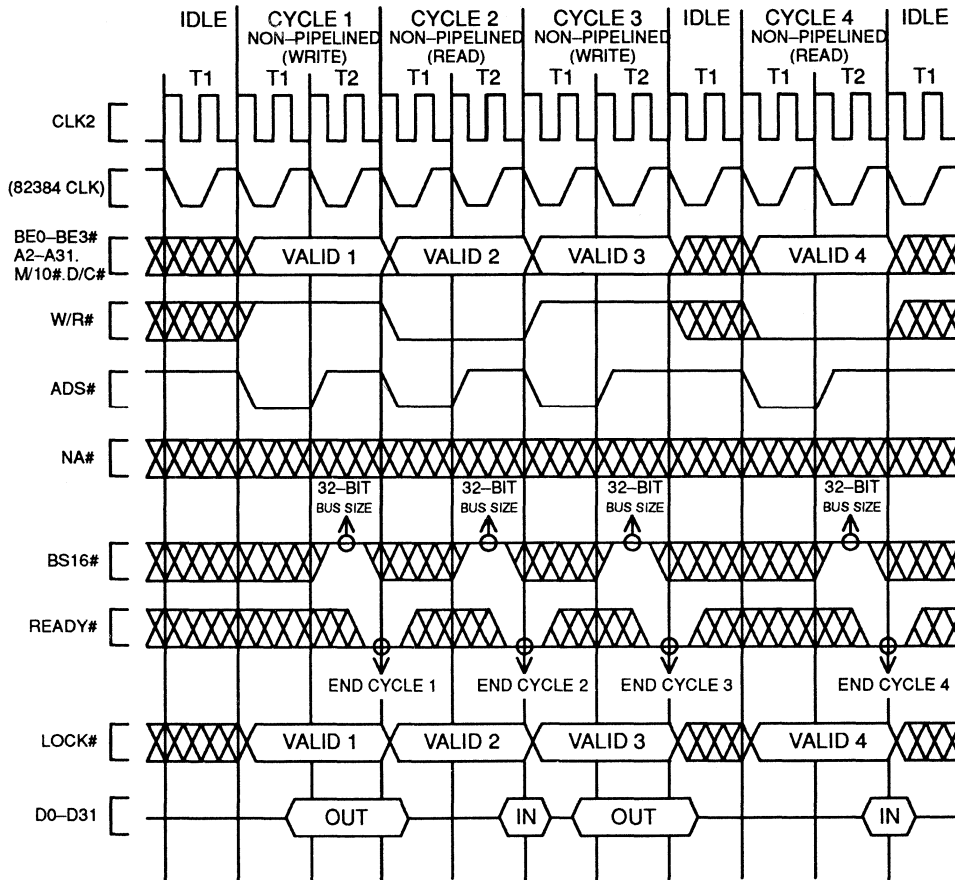 IDLE CYCLE 1 CYCLE 2 CYCLE 3 IDLE CYCLE 4 IDLE
NON–PIPELINED NON–PIPELINED NON–PIPELINED NON–PIPELINED
(WRITE) (READ) (WRITE) (READ)
T1 T1 T2 T1 T2 T1 T2 T1 T1 T2 T1
CLK2
(82384 CLK)
BE0–BE3#
A2–A31.
M/10#.D/C#
VALID 1 VALID 2 VALID 3 VALID 4
W/R#
ADS#
NA#
32–BIT 32–BIT 32–BIT 32–BIT
BUS SIZE BUS SIZE BUS SIZE BUS SIZE
BS16#
READY#
END CYCLE 1 END CYCLE 2 END CYCLE 3 END CYCLE 4
LOCK# VALID 1 VALID 2 VALID 3 VALID 4
D0–D31 OUT IN OUT IN